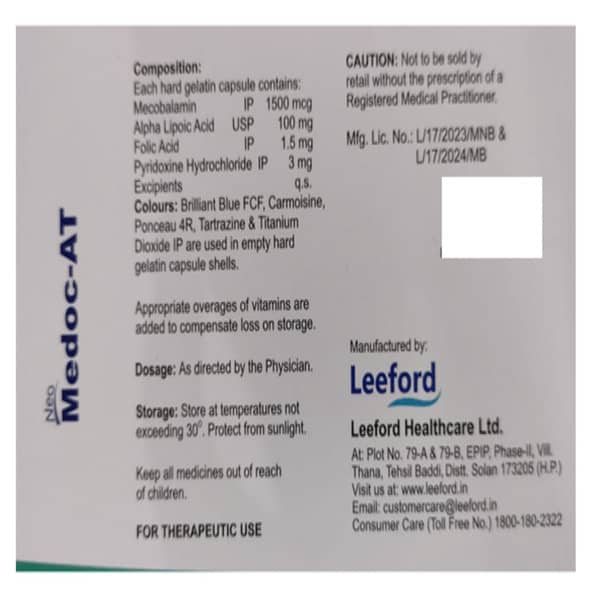 Neo
Medoc-AT
Composition:
Each hard gelatin capsule contains:
Mecobalamin IP 1500 mcg
Alpha Lipoic Acid USP 100 mg
Folic Acid IP 1.5 mg
Pyridoxine Hydrochloride IP 3 mg
Excipients q.s.
Colours: Brilliant Blue FCF, Carmoisine,
Ponceau 4R, Tartrazine & Titanium
Dioxide IP are used in empty hard
gelatin capsule shells.
Appropriate overages of vitamins are
added to compensate loss on storage.
Dosage: As directed by the Physician.
Storage: Store at temperatures not
exceeding 30°. Protect from sunlight.
Keep all medicines out of reach
of children.
FOR THERAPEUTIC USE
CAUTION: Not to be sold by
retail without the prescription of a
Registered Medical Practitioner.
Mfg. Lic. No.: L/17/2023/MNB &
L/17/2024/MB
Manufactured by:
Leeford
Leeford Healthcare Ltd.
At: Plot No. 79-A & 79-B, EPIP, Phase-II, Vill.
Thana, Tehsil Baddi, Distt. Solan 173205 (H.P.)
Visit us at: www.leeford.in
Email: customercare@leeford.in
Consumer Care (Toll Free No.) 1800-180-2322